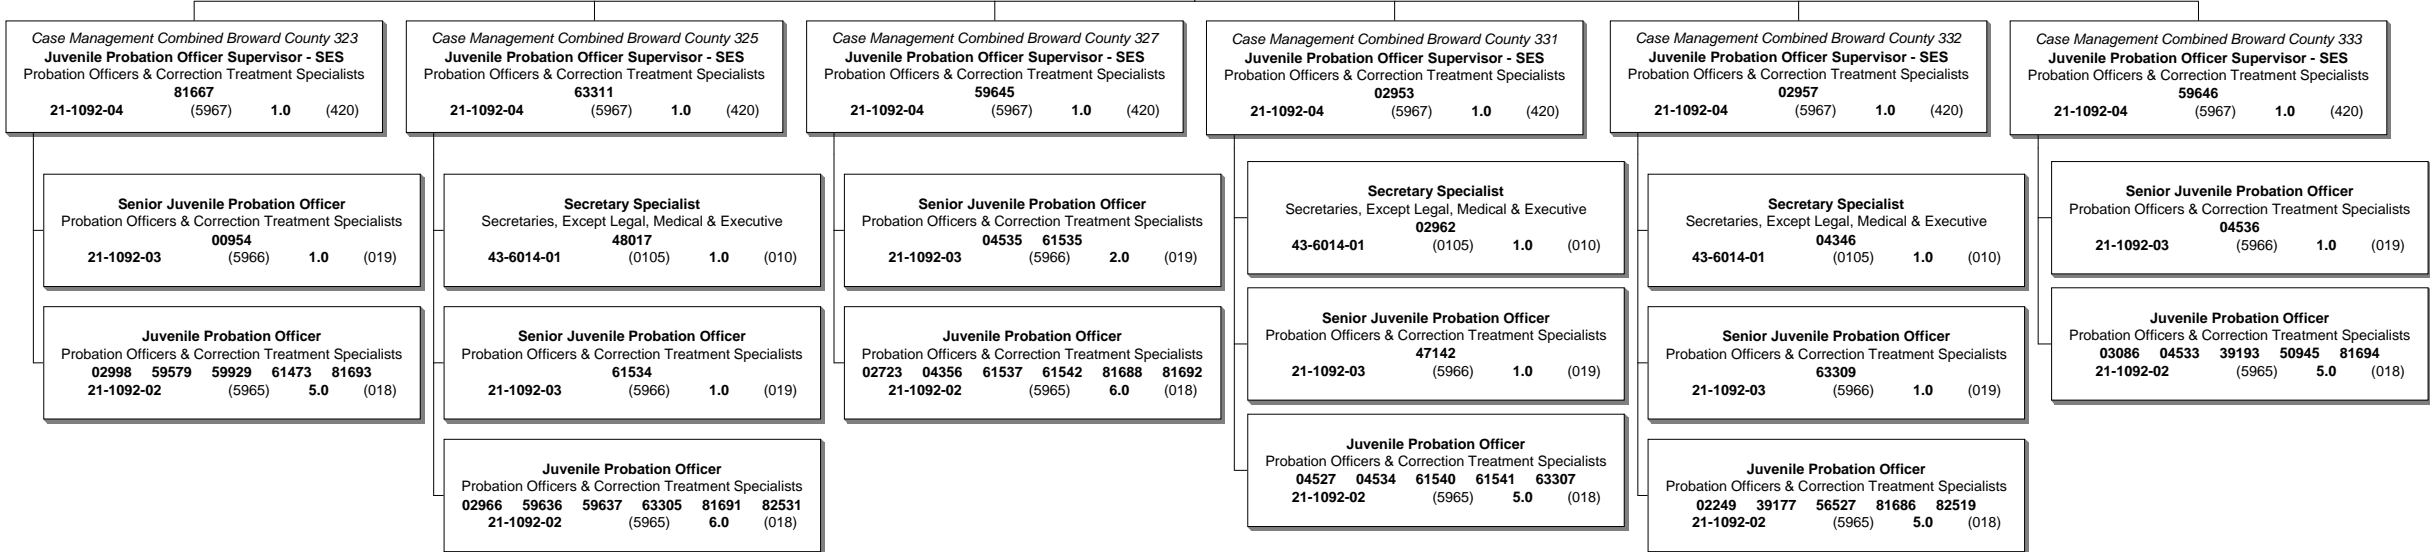 Case Management Combined Broward County 323
Juvenile Probation Officer Supervisor - SES
Probation Officers & Correction Treatment Specialists
81667
21-1092-04 (5967) 1.0 (420)
Senior Juvenile Probation Officer
Probation Officers & Correction Treatment Specialists
00954
21-1092-03 (5966) 1.0 (019)
Juvenile Probation Officer
Probation Officers & Correction Treatment Specialists
02998 59579 59929 61473 81693
21-1092-02 (5965) 5.0 (018)
Case Management Combined Broward County 325
Juvenile Probation Officer Supervisor - SES
Probation Officers & Correction Treatment Specialists
63311
21-1092-04 (5967) 1.0 (420)
Secretary Specialist
Secretaries, Except Legal, Medical & Executive
48017
43-6014-01 (0105) 1.0 (010)
Senior Juvenile Probation Officer
Probation Officers & Correction Treatment Specialists
61534
21-1092-03 (5966) 1.0 (019)
Juvenile Probation Officer
Probation Officers & Correction Treatment Specialists
02966 59636 59637 63305 81691 82531
21-1092-02 (5965) 6.0 (018)
Case Management Combined Broward County 327
Juvenile Probation Officer Supervisor - SES
Probation Officers & Correction Treatment Specialists
59645
21-1092-04 (5967) 1.0 (420)
Senior Juvenile Probation Officer
Probation Officers & Correction Treatment Specialists
04535 61535
21-1092-03 (5966) 2.0 (019)
Juvenile Probation Officer
Probation Officers & Correction Treatment Specialists
02723 04356 61537 61542 81688 81692
21-1092-02 (5965) 6.0 (018)
Case Management Combined Broward County 331
Juvenile Probation Officer Supervisor - SES
Probation Officers & Correction Treatment Specialists
02953
21-1092-04 (5967) 1.0 (420)
Secretary Specialist
Secretaries, Except Legal, Medical & Executive
02962
43-6014-01 (0105) 1.0 (010)
Senior Juvenile Probation Officer
Probation Officers & Correction Treatment Specialists
47142
21-1092-03 (5966) 1.0 (019)
Juvenile Probation Officer
Probation Officers & Correction Treatment Specialists
04527 04534 61540 61541 63307
21-1092-02 (5965) 5.0 (018)
Case Management Combined Broward County 332
Juvenile Probation Officer Supervisor - SES
Probation Officers & Correction Treatment Specialists
02957
21-1092-04 (5967) 1.0 (420)
Secretary Specialist
Secretaries, Except Legal, Medical & Executive
04346
43-6014-01 (0105) 1.0 (010)
Senior Juvenile Probation Officer
Probation Officers & Correction Treatment Specialists
63309
21-1092-03 (5966) 1.0 (019)
Juvenile Probation Officer
Probation Officers & Correction Treatment Specialists
02249 39177 56527 81686 82519
21-1092-02 (5965) 5.0 (018)
Case Management Combined Broward County 333
Juvenile Probation Officer Supervisor - SES
Probation Officers & Correction Treatment Specialists
59646
21-1092-04 (5967) 1.0 (420)
Senior Juvenile Probation Officer
Probation Officers & Correction Treatment Specialists
04536
21-1092-03 (5966) 1.0 (019)
Juvenile Probation Officer
Probation Officers & Correction Treatment Specialists
03086 04533 39193 50945 81694
21-1092-02 (5965) 5.0 (018)